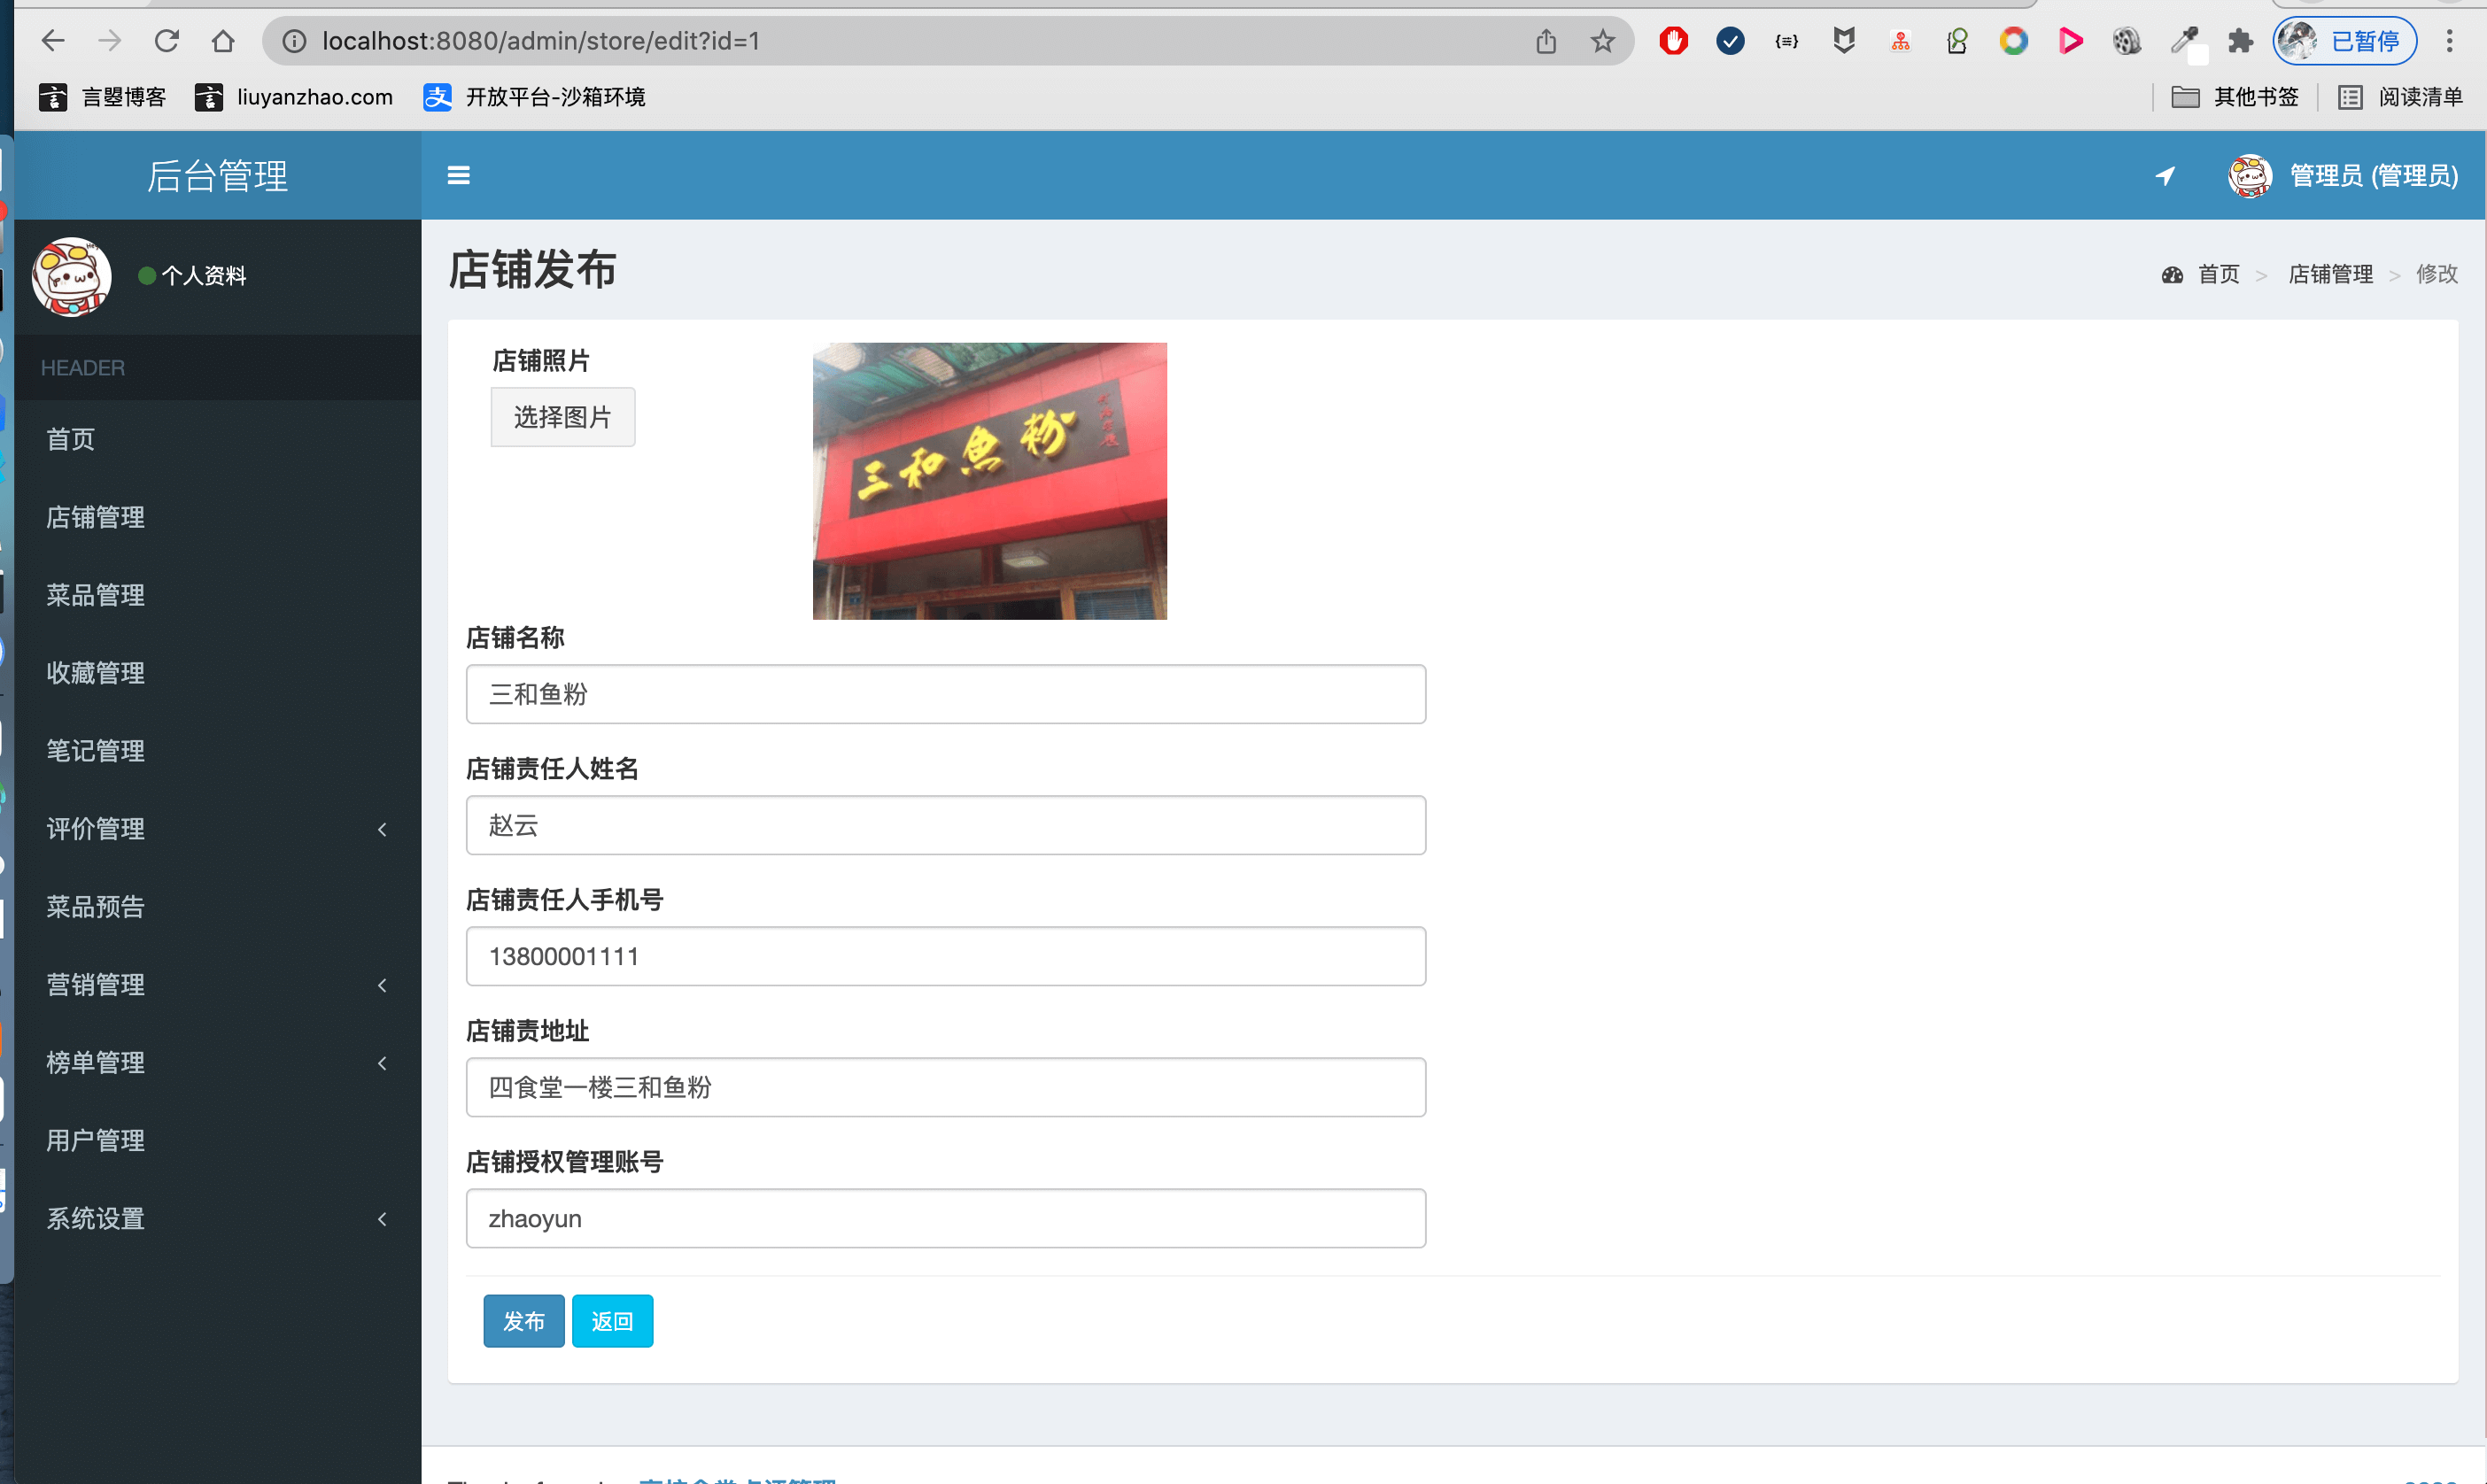 localhost:8080/admin/store/edit?id=1
已暂停
言曌博客
liuyanzhao.com
支
开放平台-沙箱环境
其他书签
阅读清单
后台管理
管理员 (管理员)
个人资料
店铺发布
首页 > 店铺管理 > 修改
HEADER
首页
店铺管理
菜品管理
收藏管理
笔记管理
评价管理
菜品预告
营销管理
榜单管理
用户管理
系统设置
店铺照片
选择图片
三和鱼粉
店铺名称
三和鱼粉
店铺责任人姓名
赵云
店铺责任人手机号
13800001111
店铺责地址
四食堂一楼三和鱼粉
店铺授权管理账号
zhaoyun
发布
返回